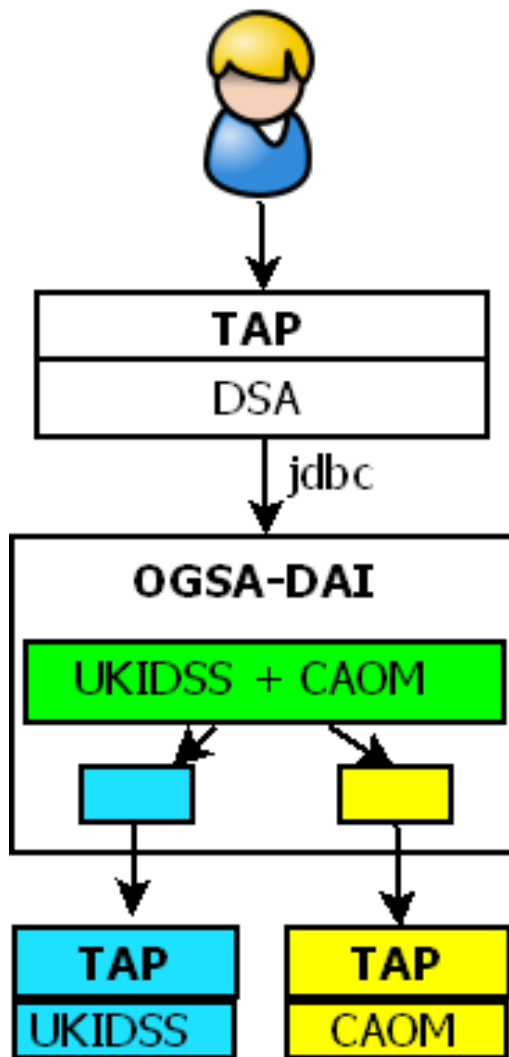 TAP
DSA
jdbc
OGSA-DAI
UKIDSS + CAOM
TAP
UKIDSS
TAP
CAOM